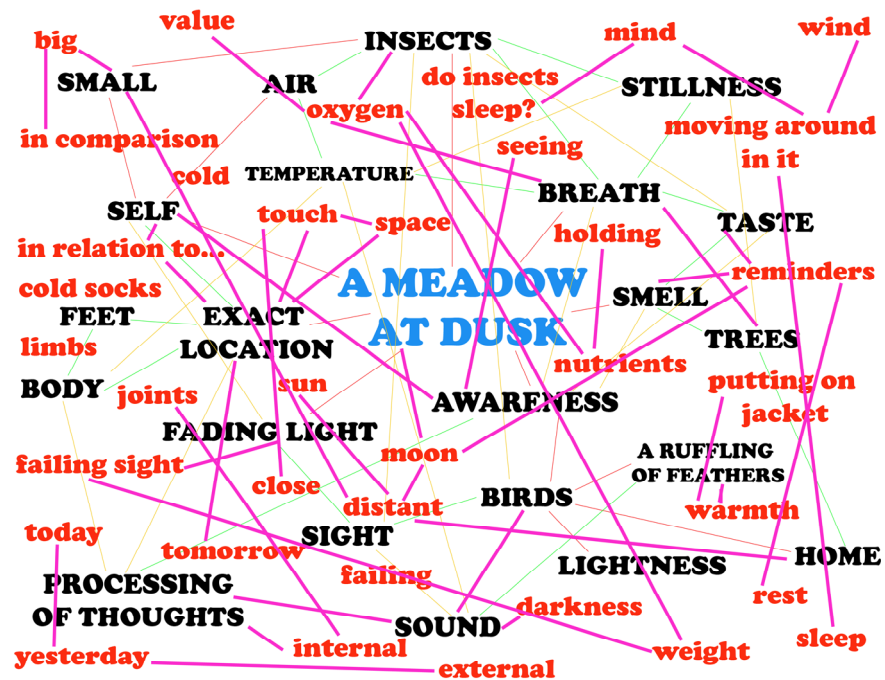 value
mind
wind
big
INSECTS
SMALL
AIR
do insects
sleep?
STILLNESS
oxygen
in comparison
moving around
in it
seeing
cold
TEMPERATURE
BREATH
SELF
touch
space
TASTE
in relation to...
holding
reminders
cold socks
A MEADOW
AT DUSK
SMELL
FEET
EXACT
LOCATION
TREES
limbs
nutrients
BODY
joints
sun
putting on
jacket
AWARENESS
FADING LIGHT
failing sight
moon
A RUFFLING
OF FEATHERS
close
distant
BIRDS
warmth
today
tomorrow
SIGHT
HOME
failing
LIGHTNESS
PROCESSING
OF THOUGHTS
rest
darkness
SOUND
sleep
yesterday
internal
external
weight